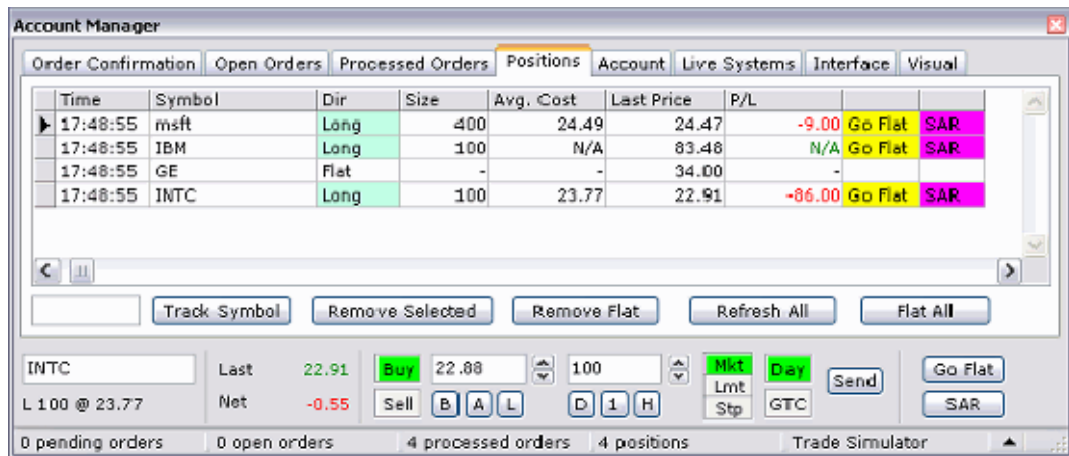 Account Manager
Order Confirmation Open Orders Processed Orders Positions Account Live Systems Interface Visual
Time Symbol Dir Size Avg. Cost Last Price P/L
17:48:55 msft Long 400 24.49 24.47 -9.00 Go Flat SAR
17:48:55 IBM Long 100 N/A 83.48 N/A Go Flat SAR
17:48:55 GE Flat - - 34.00 -
17:48:55 INTC Long 100 23.77 22.91 -86.00 Go Flat SAR
Track Symbol Remove Selected Remove Flat Refresh All Flat All
INTC Last 22.91 Buy 22.88 100 Mkt Day Send Go Flat
Lmt
L 100 @ 23.77 Net -0.55 Sell B A L D 1 H Stp GTC SAR
0 pending orders 0 open orders 4 processed orders 4 positions Trade Simulator